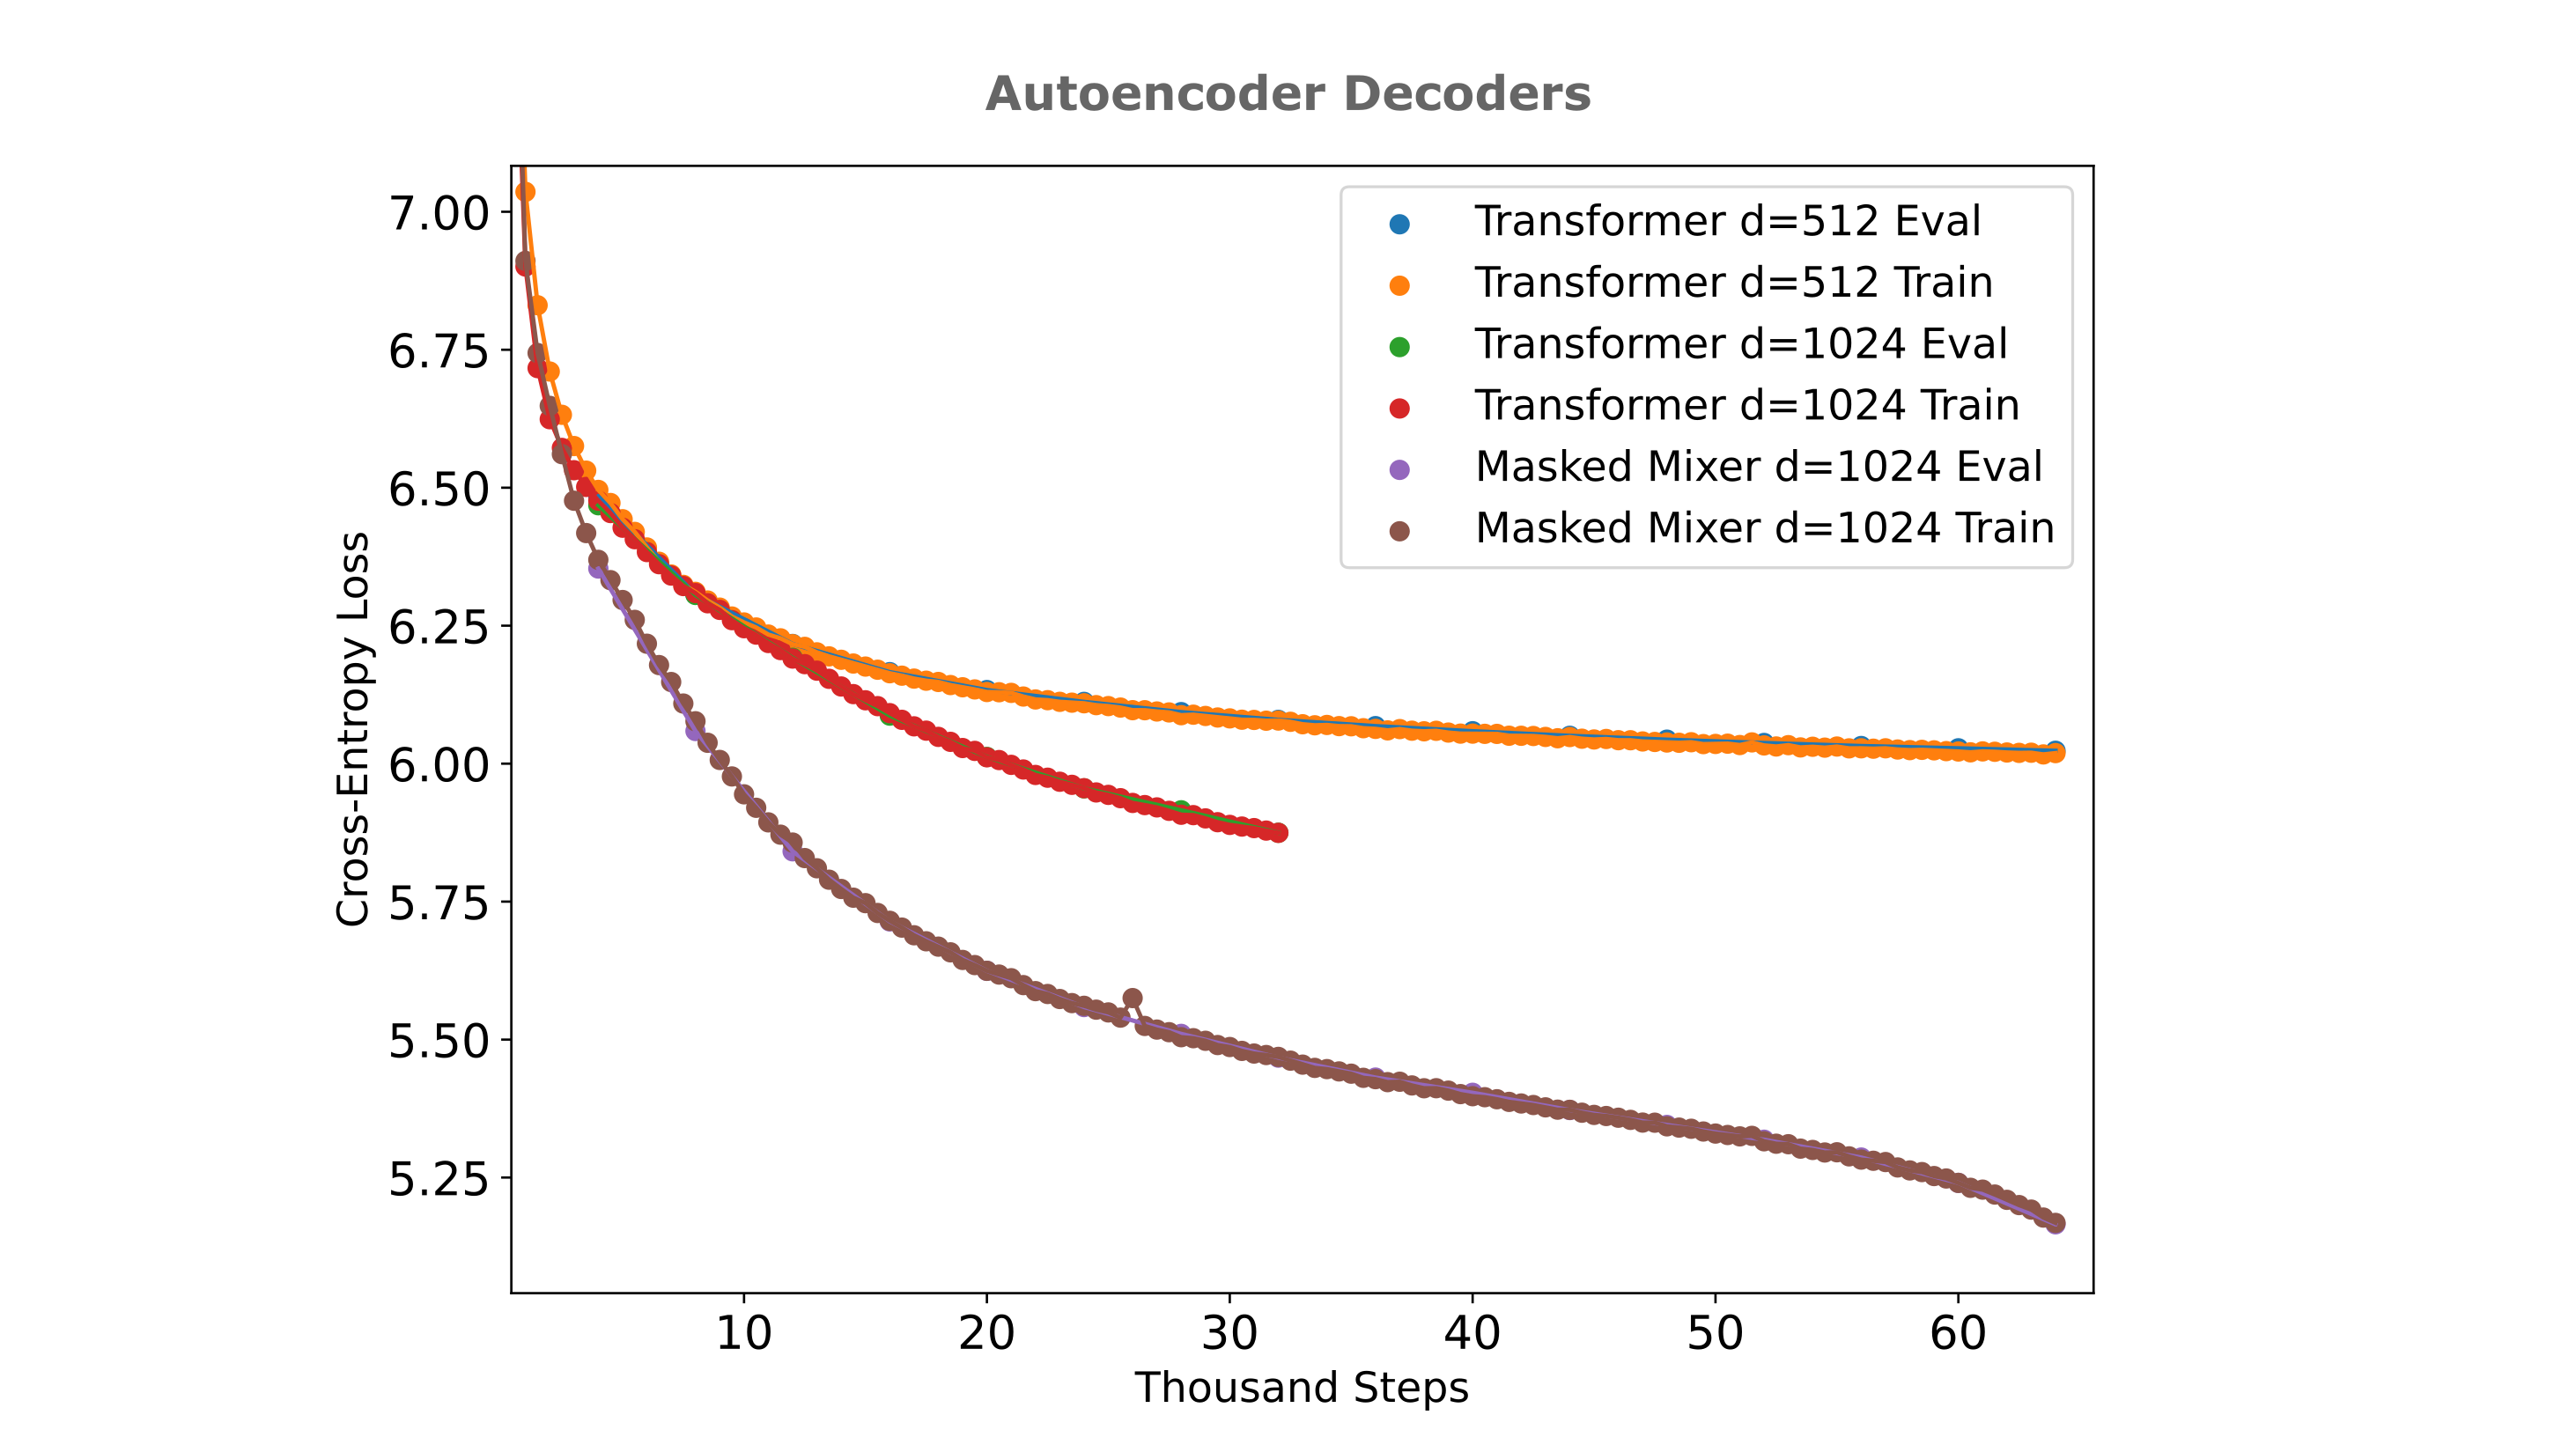 Autoencoder Decoders
7.00
6.75
6.50
6.25
6.00
5.75
5.50
5.25
Cross-Entropy Loss
Transformer d=512 Eval
Transformer d=512 Train
Transformer d=1024 Eval
Transformer d=1024 Train
Masked Mixer d=1024 Eval
Masked Mixer d=1024 Train
10 20 30 40 50 60
Thousand Steps